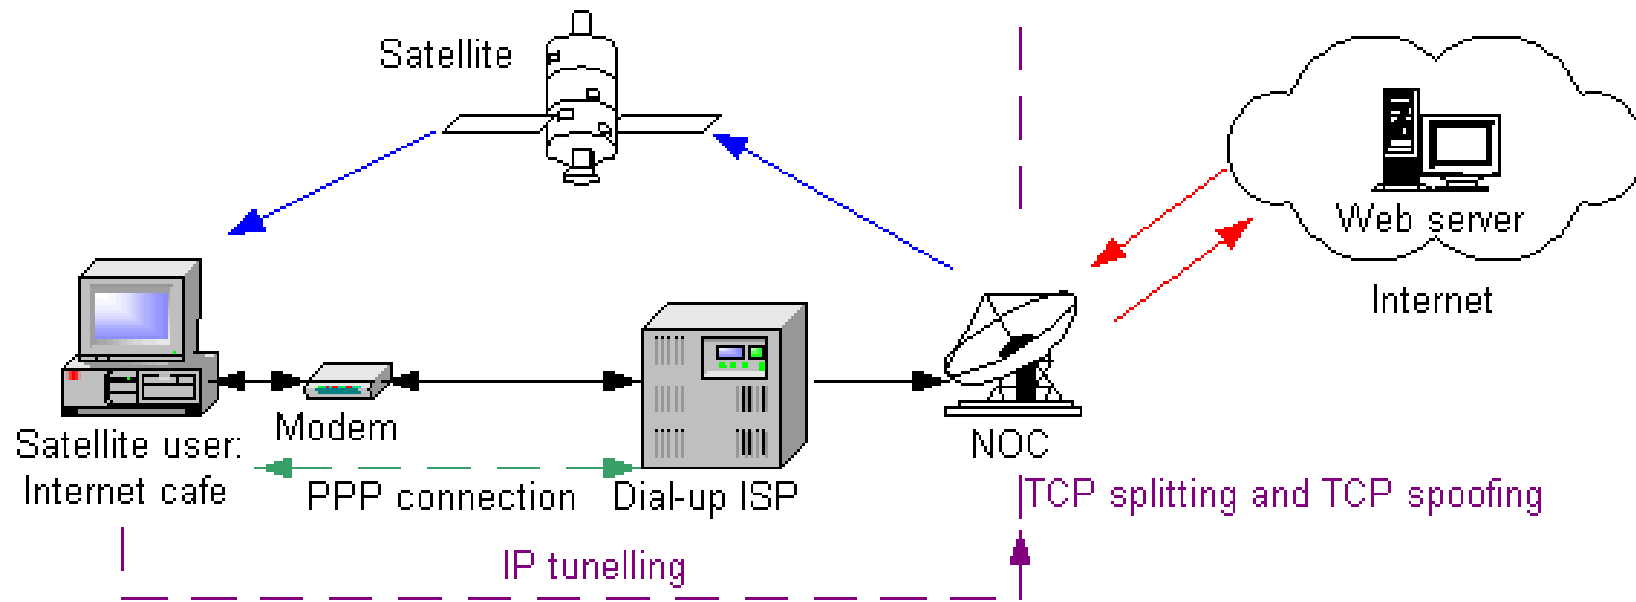 Satellite
Web server
Internet
Modem
NOC
Satellite user:
Internet cafe
PPP connection
Dial-up ISP
TCP splitting and TCP spoofing
IP tunelling